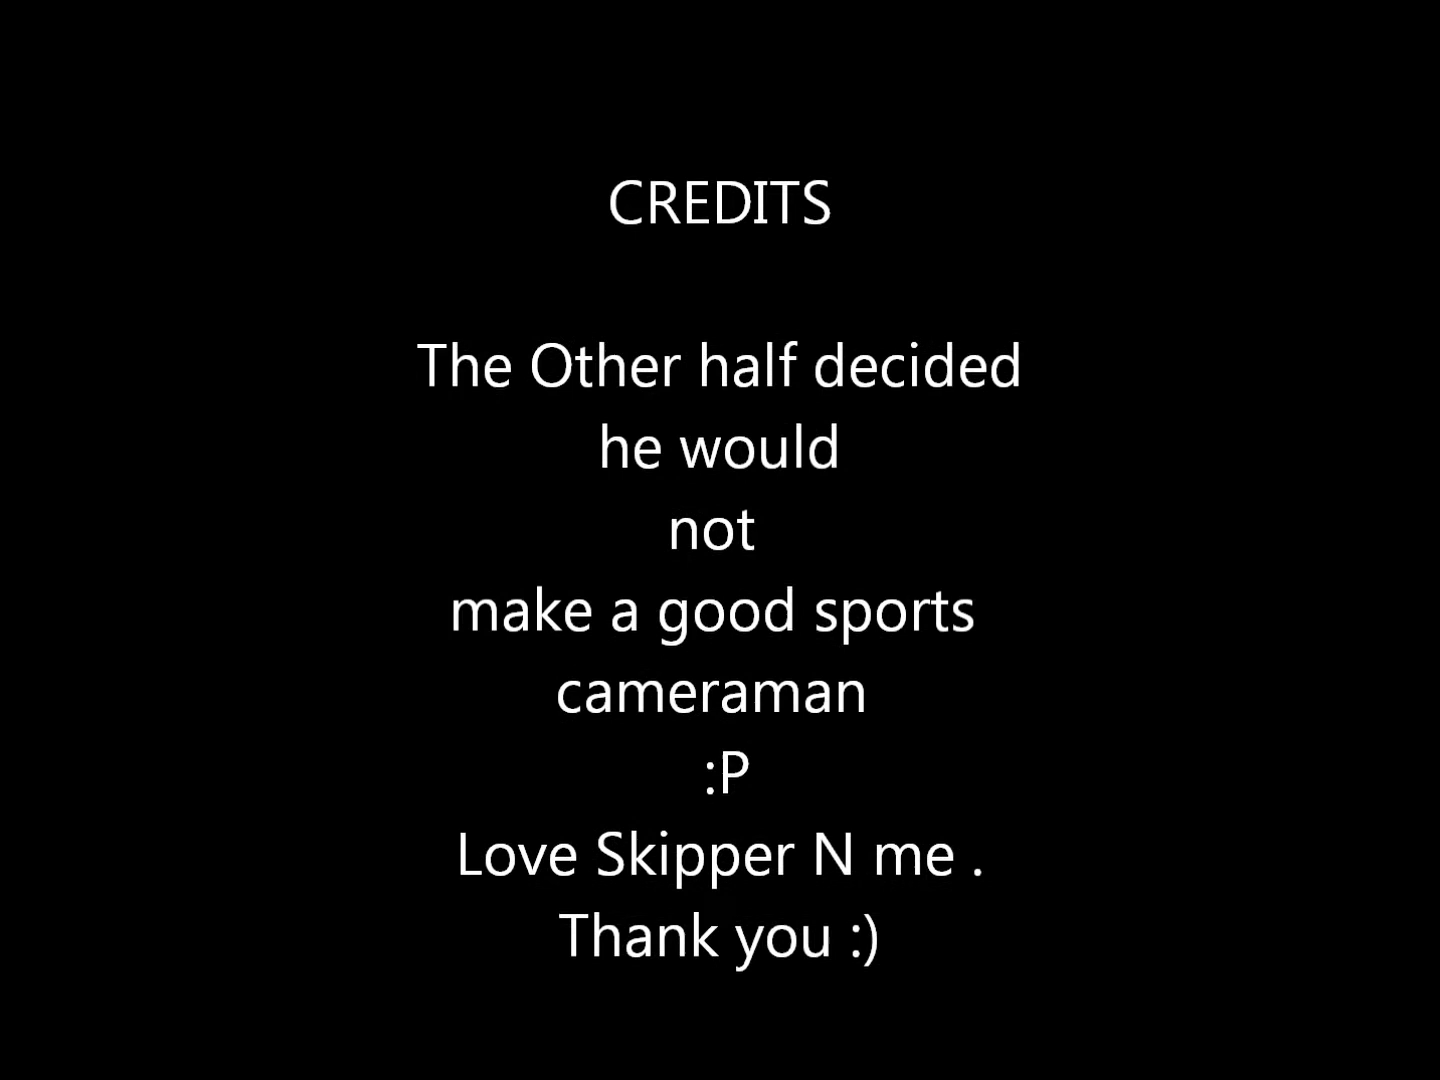 CREDITS
The Other half decided
he would
not
make a good sports
cameraman
:P
Love Skipper N me .
Thank you :)